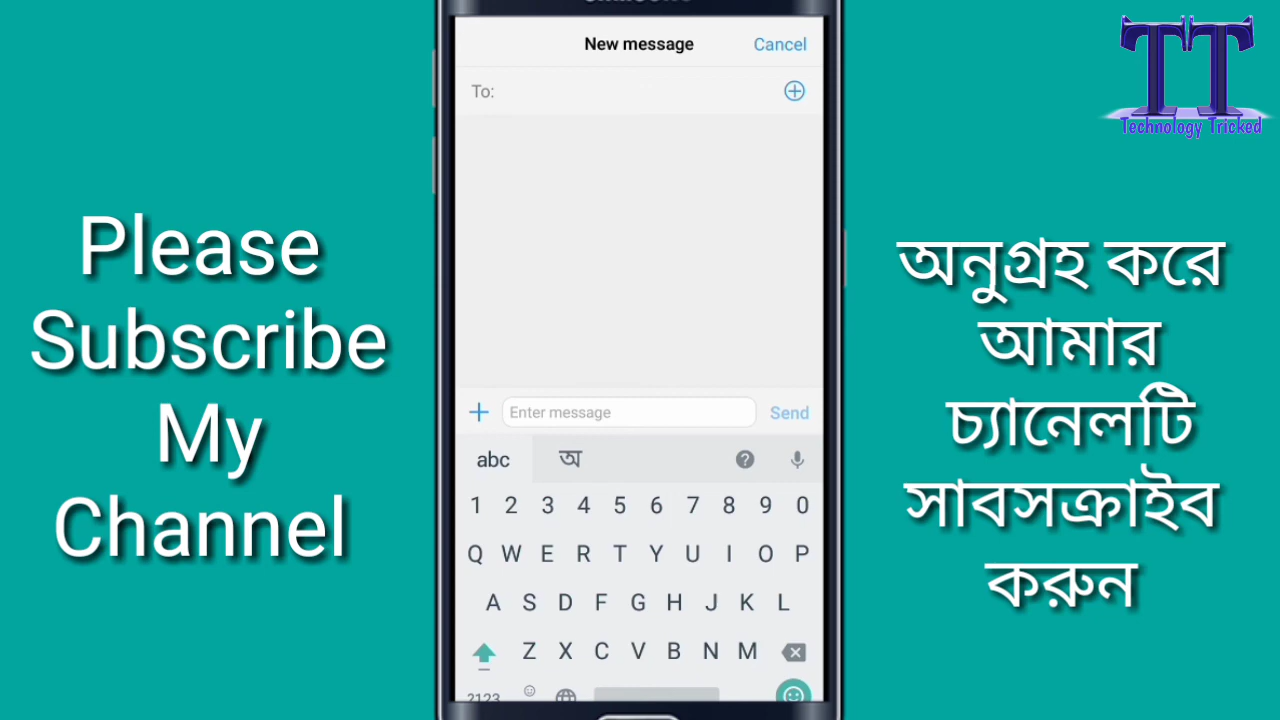 Please
Subscribe
My
Channel
New message Cancel
To:
Enter message Send
abc অ
1 2 3 4 5 6 7 8 9 0
Q W E R T Y U I O P
A S D F G H J K L
Z X C V B N M
?123
TT
Technology Tricked
অনুগ্রহ করে
আমার
চ্যানেলটি
সাবসক্রাইব
করুন